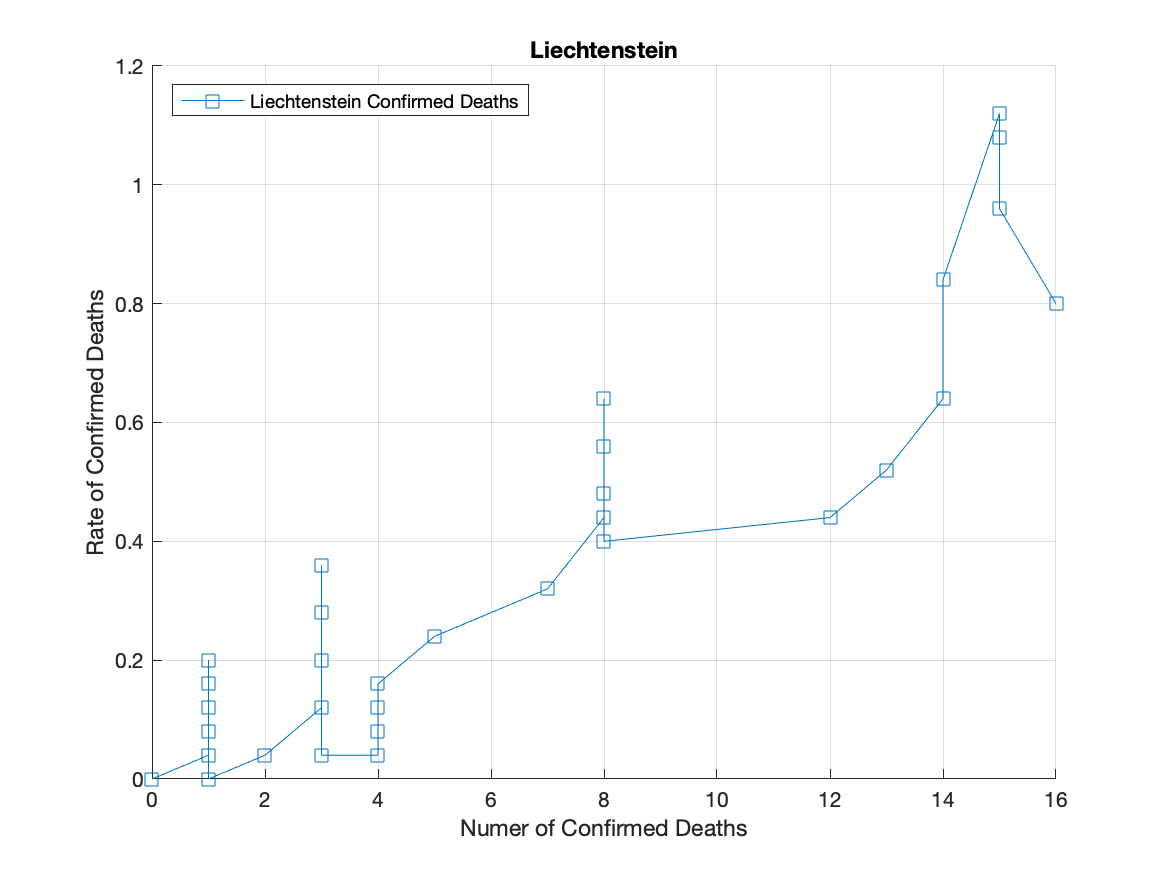 Liechtenstein
Liechtenstein Confirmed Deaths
1.2
1
0.8
0.6
0.4
0.2
0
Rate of Confirmed Deaths
0 2 4 6 8 10 12 14 16
Numer of Confirmed Deaths